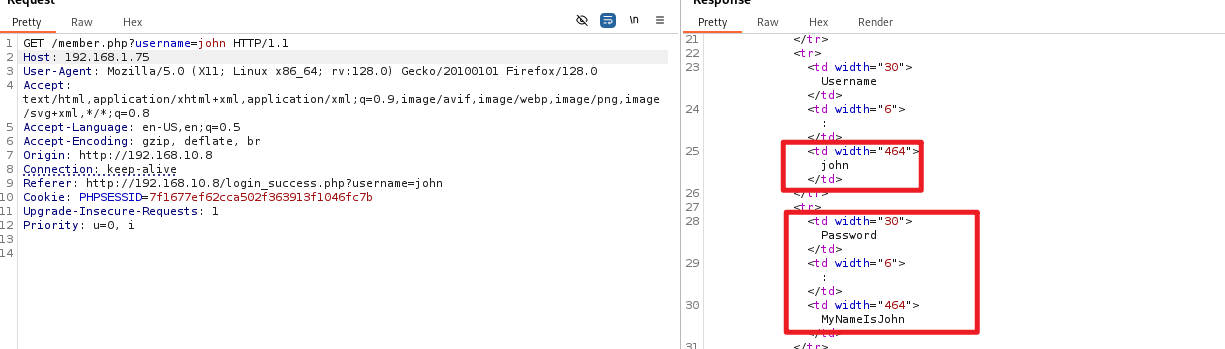 Request
Pretty Raw Hex
\n
1 GET /member.php?username=john HTTP/1.1
2 Host: 192.168.1.75
3 User-Agent: Mozilla/5.0 (X11; Linux x86_64; rv:128.0) Gecko/20100101 Firefox/128.0
4 Accept:
text/html,application/xhtml+xml,application/xml;q=0.9,image/avif,image/webp,image/png,image
/svg+xml,*/*;q=0.8
5 Accept-Language: en-US,en;q=0.5
6 Accept-Encoding: gzip, deflate, br
7 Origin: http://192.168.10.8
8 Connection: keep-alive
9 Referer: http://192.168.10.8/login_success.php?username=john
10 Cookie: PHPSESSID=7f1677ef62cca502f363913f1046fc7b
11 Upgrade-Insecure-Requests: 1
12 Priority: u=0, i
13
14
Response
Pretty Raw Hex Render
21 </tr>
22 <tr>
23 <td width="30">
Username
</td>
24 <td width="6">
:
</td>
25 <td width="464">
john
</td>
26 </tr>
27 <tr>
28 <td width="30">
Password
</td>
29 <td width="6">
:
</td>
30 <td width="464">
MyNameIsJohn
</td>
31 </tr>